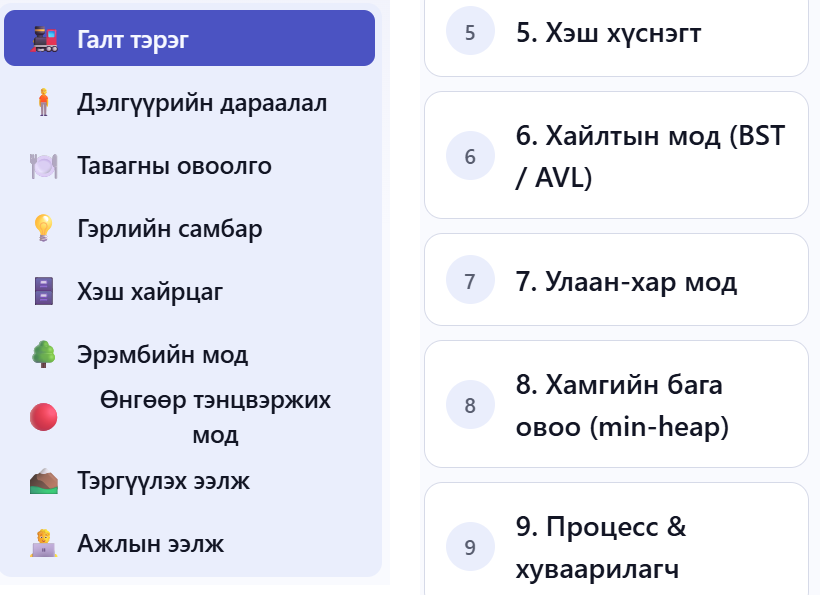 Галт тэрэг
Дэлгүүрийн дараалал
Тавагны овоолго
Гэрлийн самбар
Хэш хайрцаг
Эрэмбийн мод
Өнгөөр тэнцвэржих
мод
Тэргүүлэх ээлж
Ажлын ээлж
5
5. Хэш хүснэгт
6
6. Хайлтын мод (BST
/ AVL)
7
7. Улаан-хар мод
8
8. Хамгийн бага
овоо (min-heap)
9
9. Процесс &
хуваарилагч